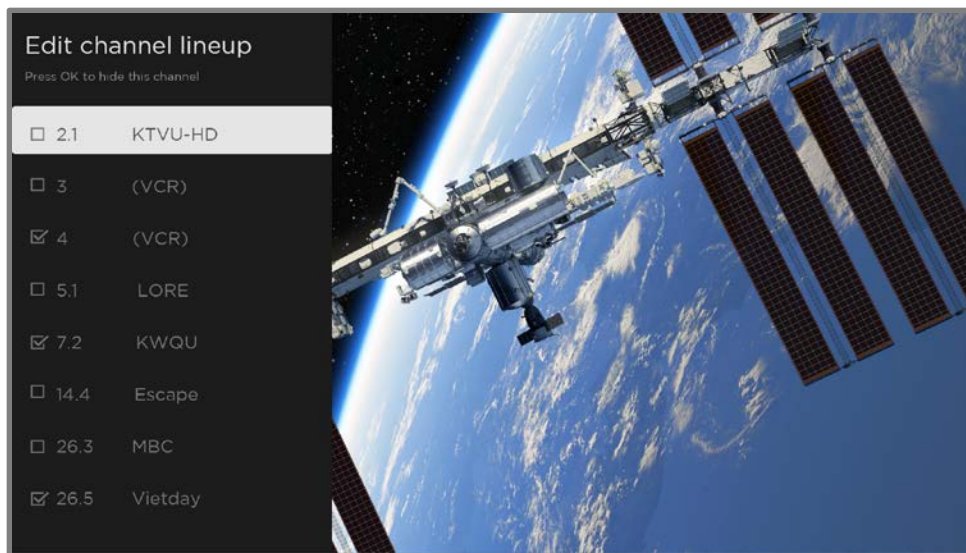 Edit channel lineup
Press OK to hide this channel
2.1 KTVU-HD
3 (VCR)
4 (VCR)
5.1 LORE
7.2 KWQU
14.4 Escape
26.3 MBC
26.5 Vietday